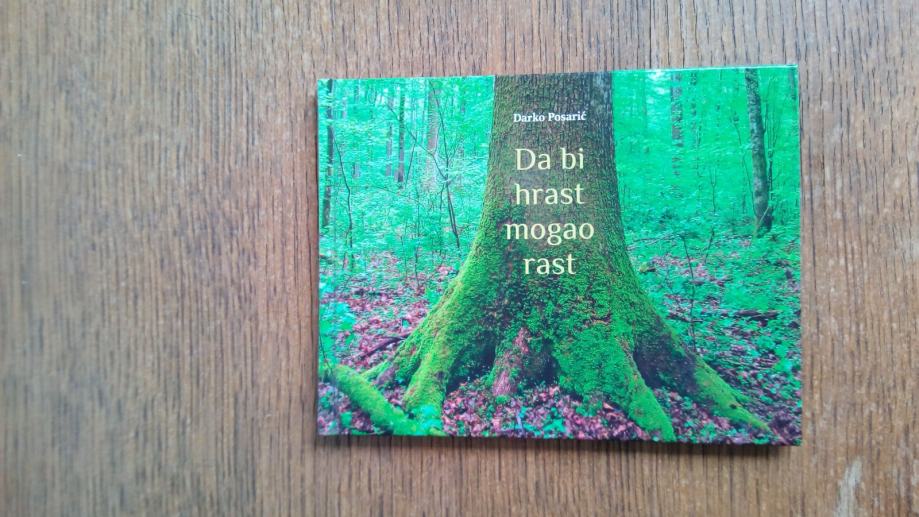 Darko Posarić
Da bi
hrast
mogao
rast